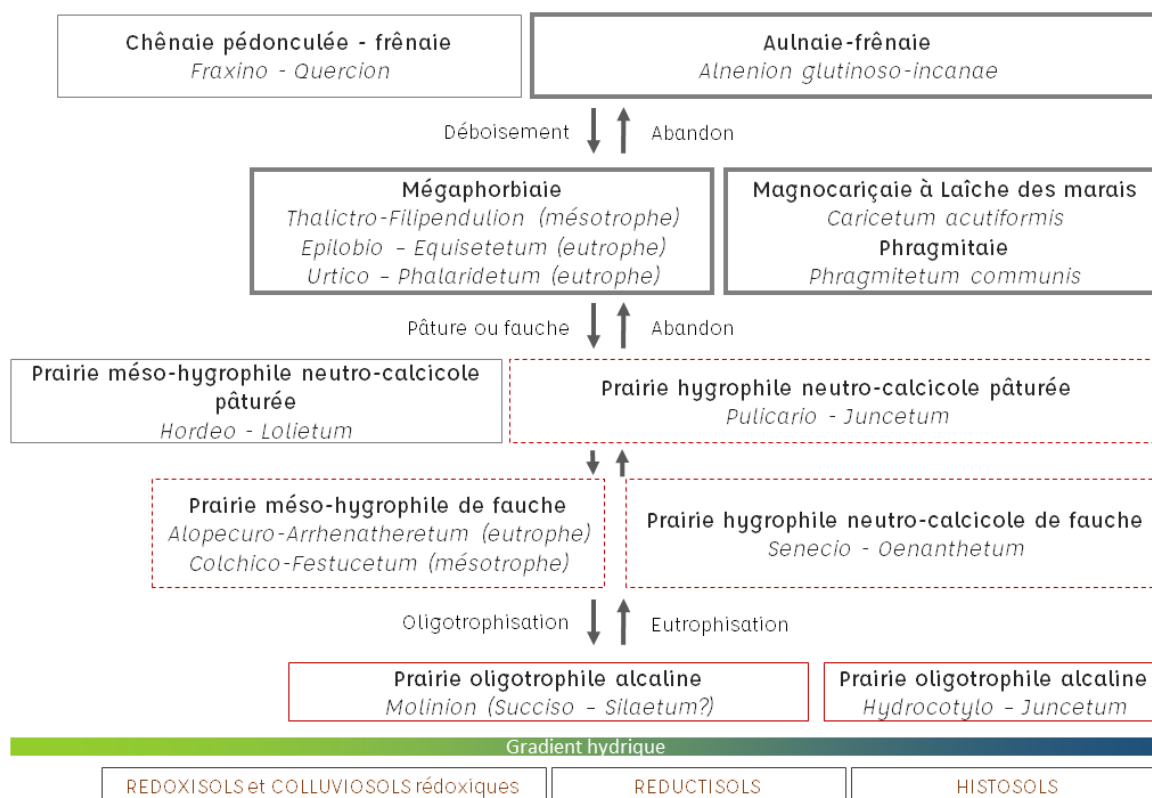 Chênaie pédonculée - frênaie
Fraxino - Quercion
Aulnaie-frênaie
Alnenion glutinoso-incanae
Déboisement
Abandon
Mégaphorbiaie
Thalictro-Filipendulion (mésotrophe)
Epilobio – Equisetetum (eutrophe)
Urtico – Phalaridetum (eutrophe)
Magnocariçaie à Laîche des marais
Caricetum acutiformis
Phragmitaie
Phragmitetum communis
Pâture ou fauche
Abandon
Prairie méso-hygrophile neutro-calcicole
pâturée
Hordeo - Lolietum
Prairie hygrophile neutro-calcicole pâturée
Pulicario - Juncetum
Prairie méso-hygrophile de fauche
Alopecuro-Arrhenatheretum (eutrophe)
Colchico-Festucetum (mésotrophe)
Prairie hygrophile neutro-calcicole de fauche
Senecio - Oenanthetum
Oligotrophisation
Eutrophisation
Prairie oligotrophile alcaline
Molinion (Succiso – Silaetum?)
Prairie oligotrophile alcaline
Hydrocotylo – Juncetum
Gradient hydrique
REDOXISOLS et COLLUVIOSOLS rédoxiques
REDUCTISOLS
HISTOSOLS